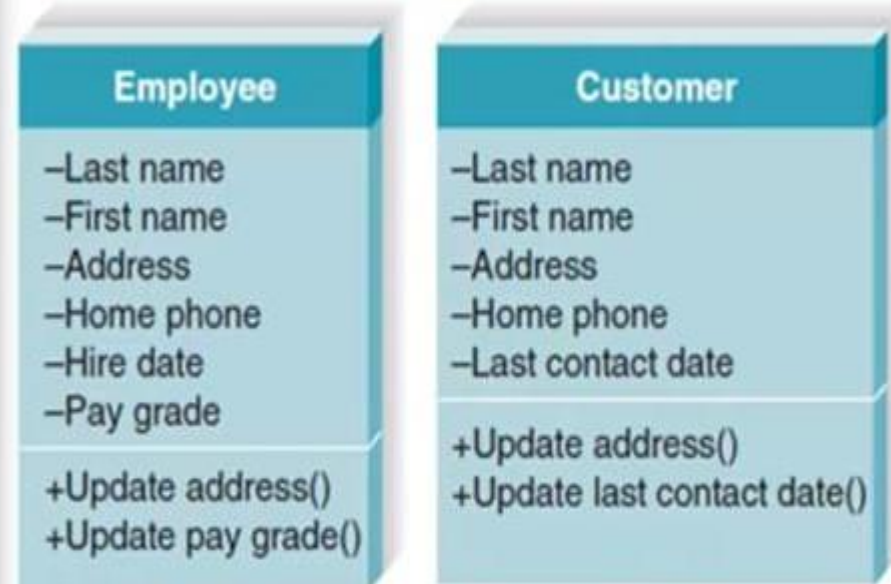 Employee
–Last name
–First name
–Address
–Home phone
–Hire date
–Pay grade
+Update address()
+Update pay grade()
Customer
–Last name
–First name
–Address
–Home phone
–Last contact date
+Update address()
+Update last contact date()